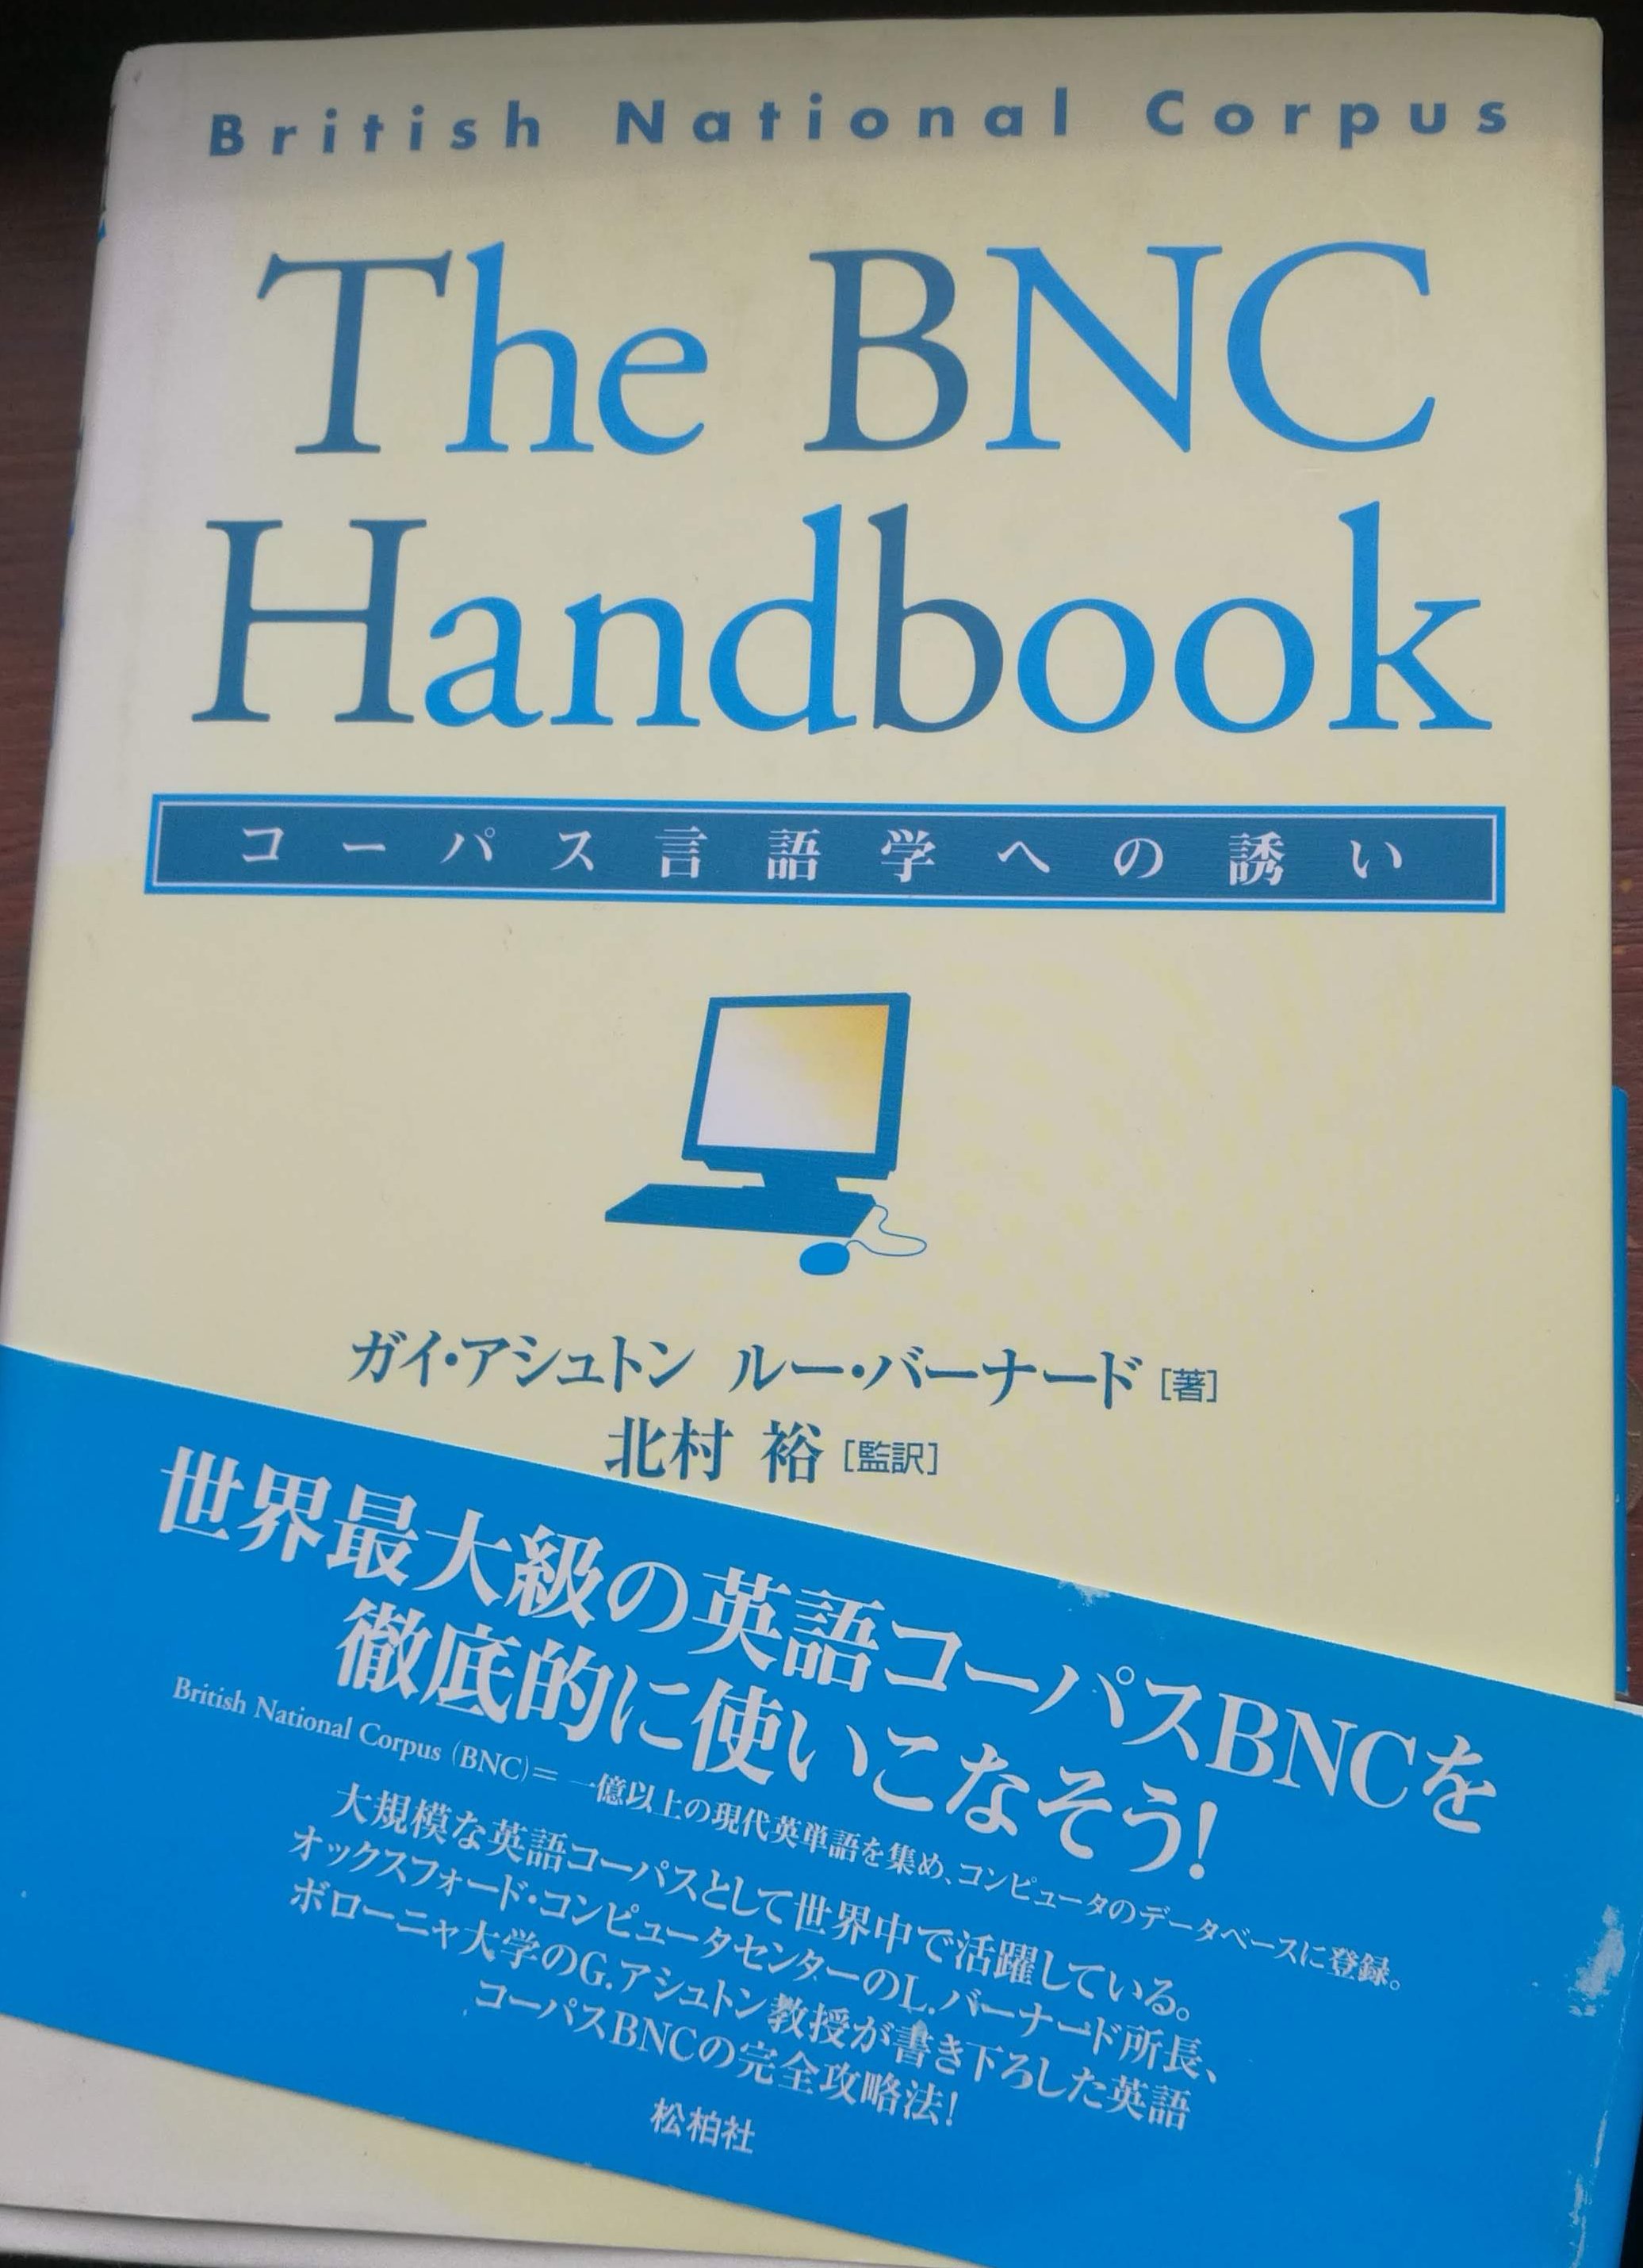 British National Corpus
The BNC
Handbook
コーパス言語学への誘い
ガイ・アシュトン ルー・バーナード[著]
北村 裕[監訳]
世界最大級の英語コーパスBNCを
徹底的に使いこなそう!
British National Corpus (BNC)= 一億以上の現代英単語を集め、コンピュータのデータベースに登録。
大規模な英語コーパスとして世界中で活躍している。
オックスフォード・コンピュータセンターのL.バーナード所長、
ボローニャ大学のG.アシュトン教授が書き下ろした英語
コーパスBNCの完全攻略法!
松柏社